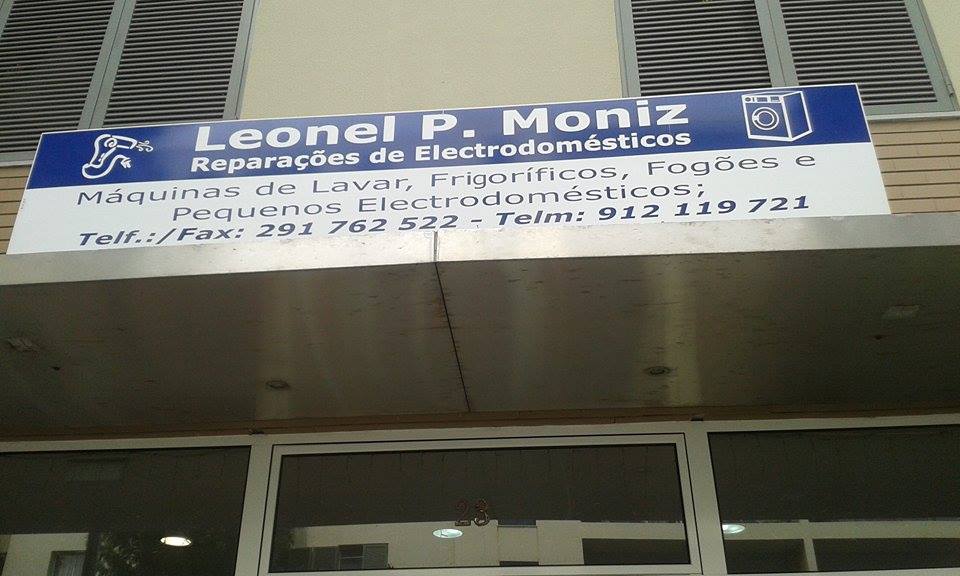 Leonel P. Moniz
Reparações de Electrodomésticos
Máquinas de Lavar, Frigoríficos, Fogões e
Pequenos Electrodomésticos;
Telf.:/Fax: 291 762 522 - Telm: 912 119 721
23